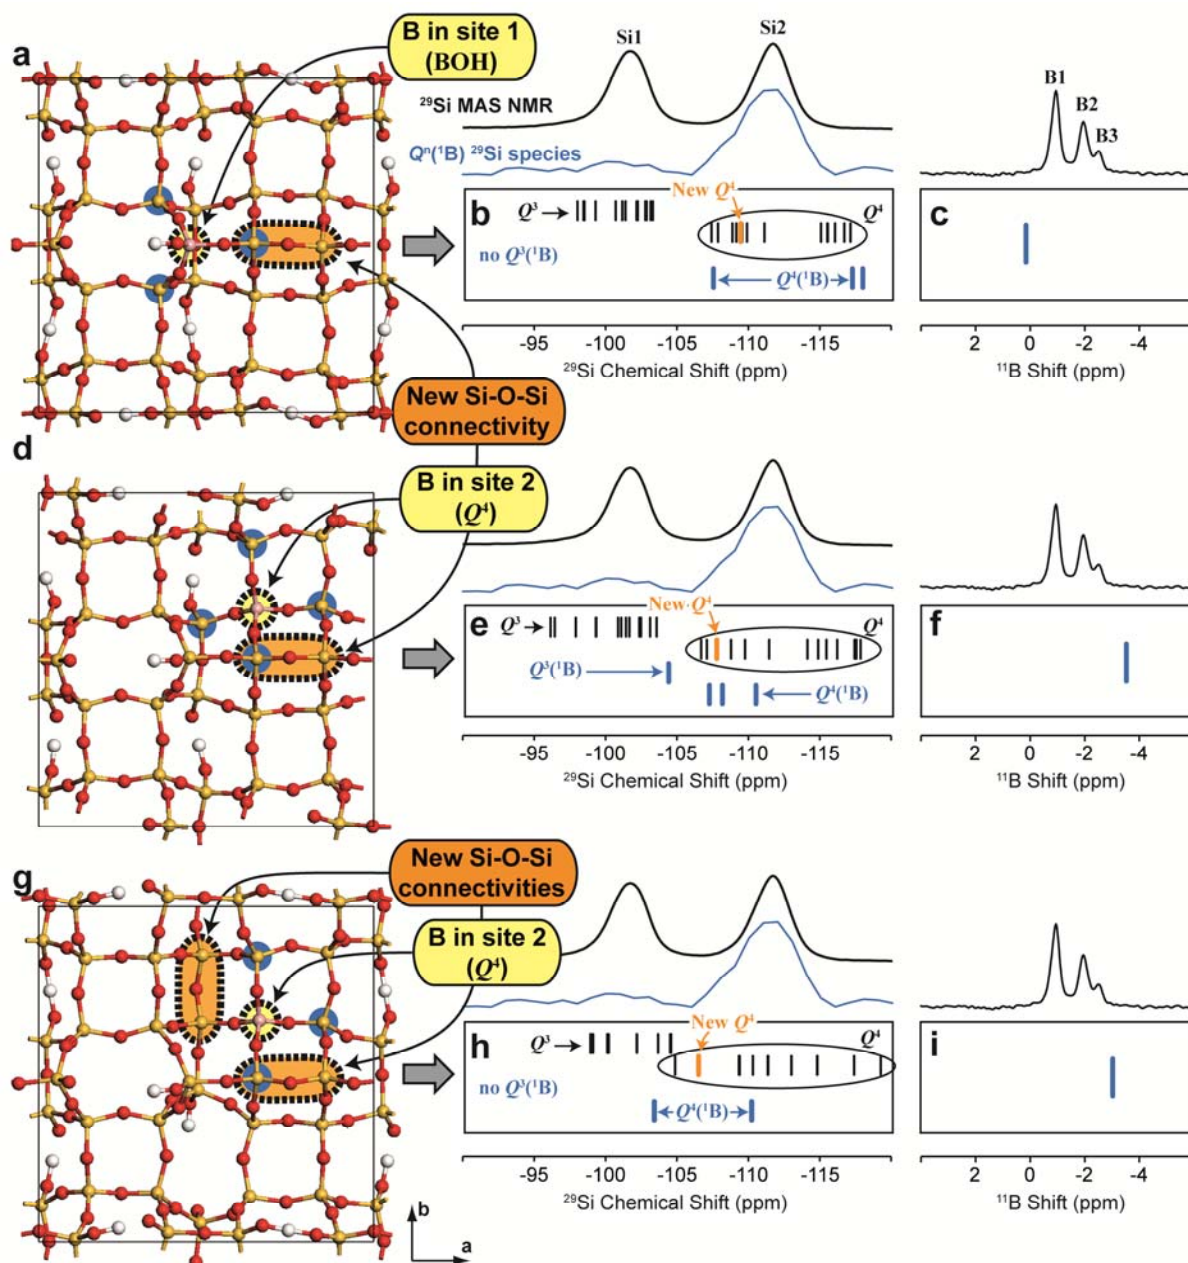 a
B in site 1
(BOH)
Si1
Si2
²⁹Si MAS NMR
Qⁿ(¹B) ²⁹Si species
B1
B2
B3
b
Q³
New Q⁴
Q⁴
no Q³(¹B)
Q⁴(¹B)
c
-95 -100 -105 -110 -115
²⁹Si Chemical Shift (ppm)
2 0 -2 -4
¹¹B Shift (ppm)
New Si-O-Si
connectivity
d
B in site 2
(Q⁴)
e
Q³
New Q⁴
Q⁴
Q³(¹B)
Q⁴(¹B)
f
-95 -100 -105 -110 -115
²⁹Si Chemical Shift (ppm)
2 0 -2 -4
¹¹B Shift (ppm)
g
New Si-O-Si
connectivities
B in site 2
(Q⁴)
h
Q³
New Q⁴
Q⁴
no Q³(¹B)
Q⁴(¹B)
i
-95 -100 -105 -110 -115
²⁹Si Chemical Shift (ppm)
2 0 -2 -4
¹¹B Shift (ppm)
b
a